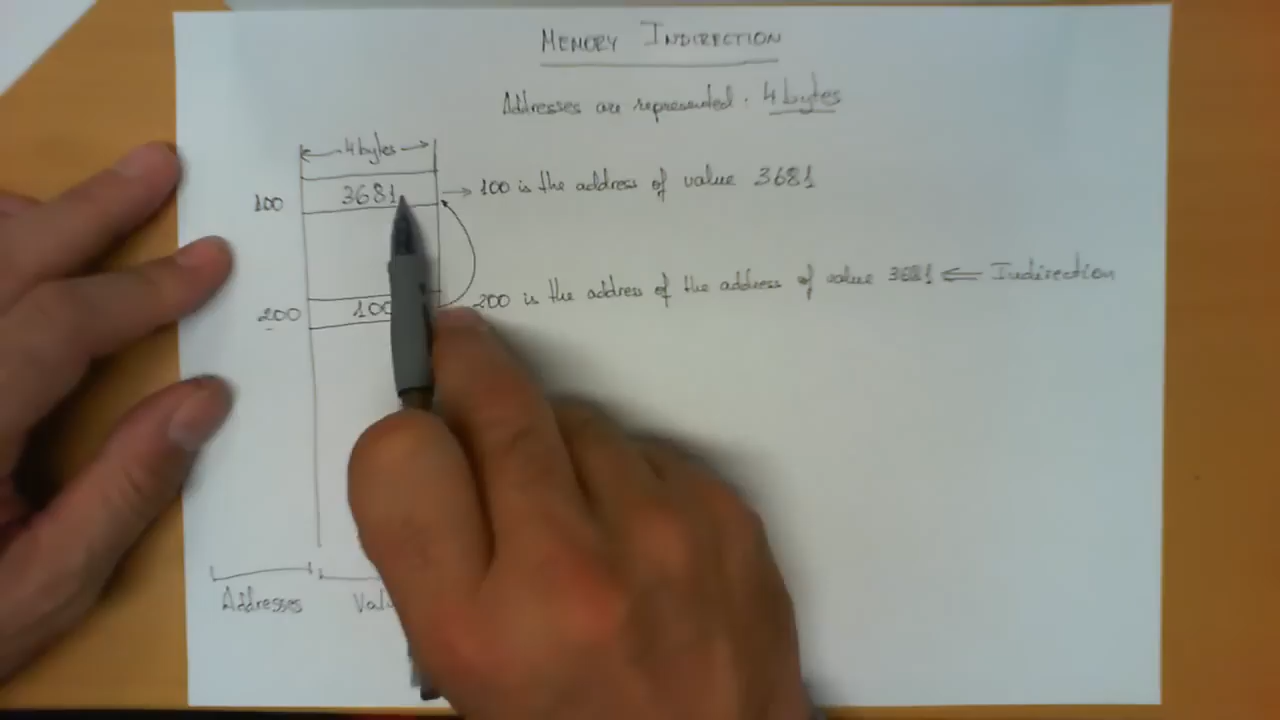 MEMORY INDIRECTION
Addresses are represented. 4 bytes
4 bytes
100 3681 → 100 is the address of value 3681
200 100 200 is the address of the address of value 3681 ⇐ Indirection
Addresses